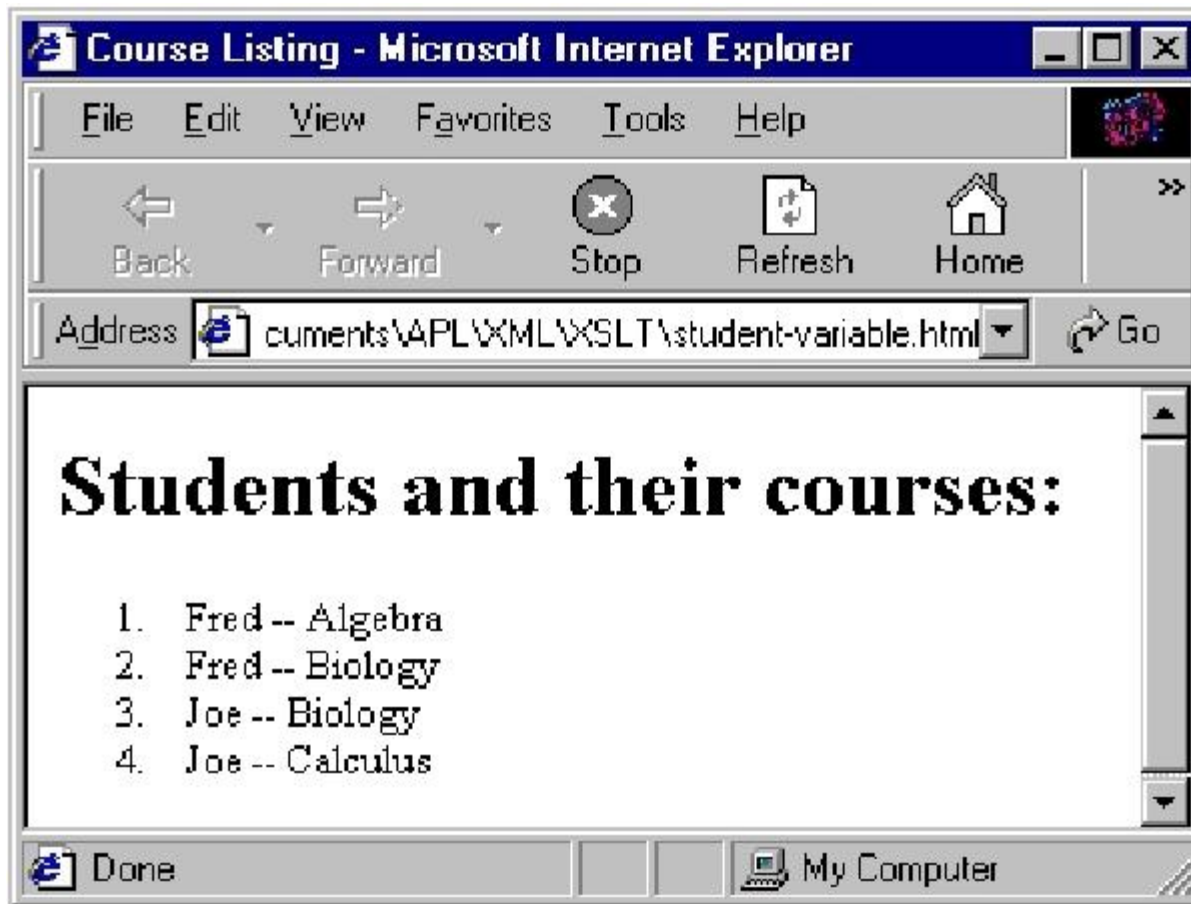 Course Listing - Microsoft Internet Explorer
File Edit View Favorites Tools Help
»
Back Forward Stop Refresh Home
Address cuments\APL\XML\XSLT\student-variable.html Go
Students and their courses:
1. Fred -- Algebra
2. Fred -- Biology
3. Joe -- Biology
4. Joe -- Calculus
Done My Computer